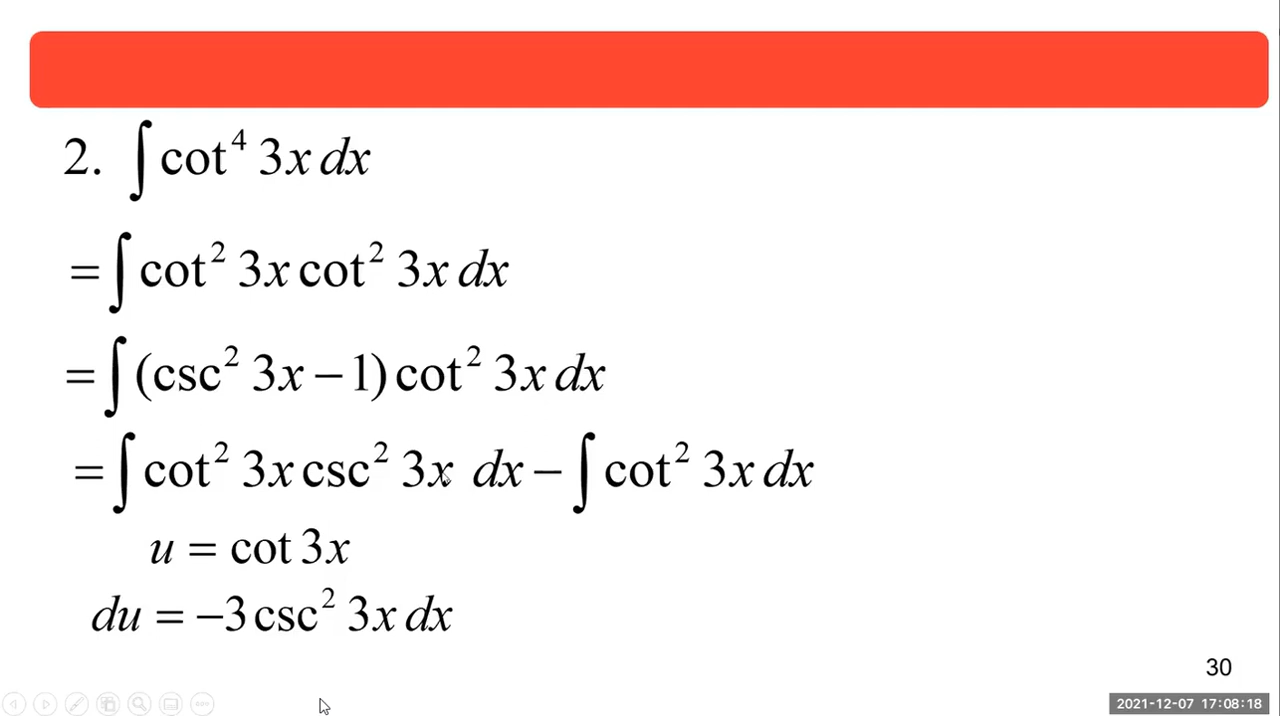 2. ∫ cot⁴ 3x dx
= ∫ cot² 3x cot² 3x dx
= ∫ (csc² 3x − 1) cot² 3x dx
= ∫ cot² 3x csc² 3x dx − ∫ cot² 3x dx
u = cot 3x
du = −3 csc² 3x dx
30
2021-12-07 17:08:18